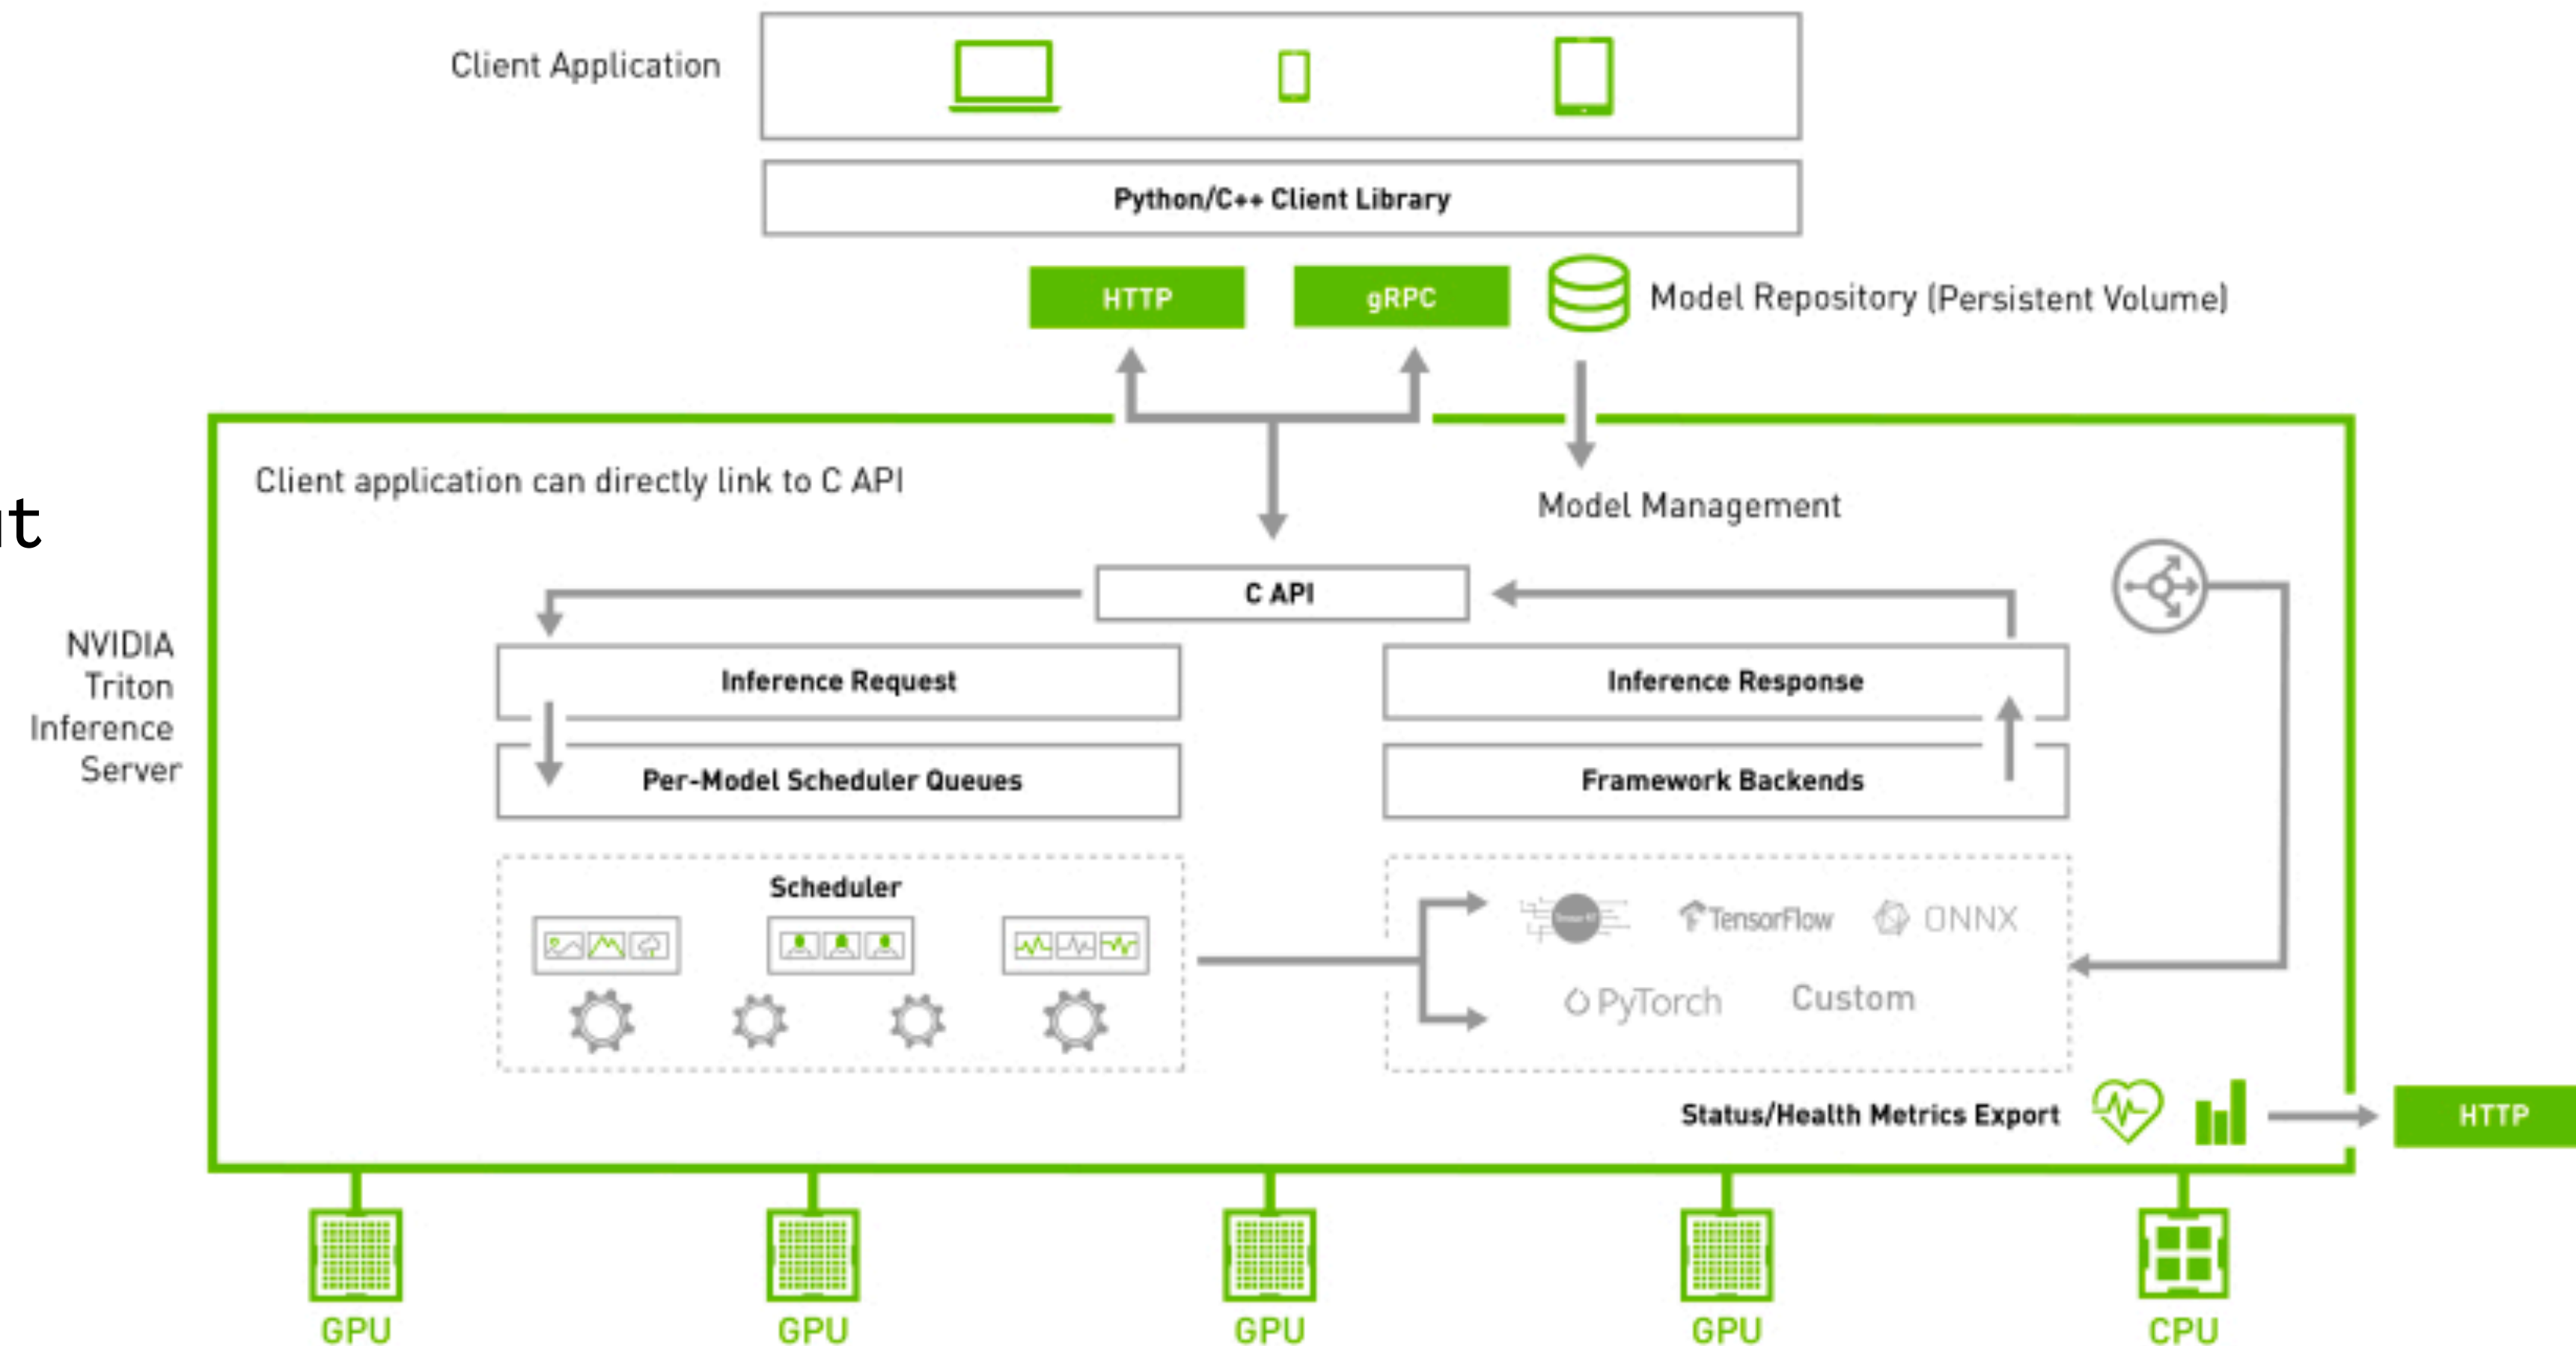 Client Application
Python/C++ Client Library
HTTP
gRPC
Model Repository (Persistent Volume)
Client application can directly link to C API
Model Management
C API
NVIDIA
Triton
Inference
Server
Inference Request
Inference Response
Per-Model Scheduler Queues
Framework Backends
Scheduler
TensorFlow
ONNX
PyTorch
Custom
Status/Health Metrics Export
HTTP
GPU
GPU
GPU
GPU
CPU